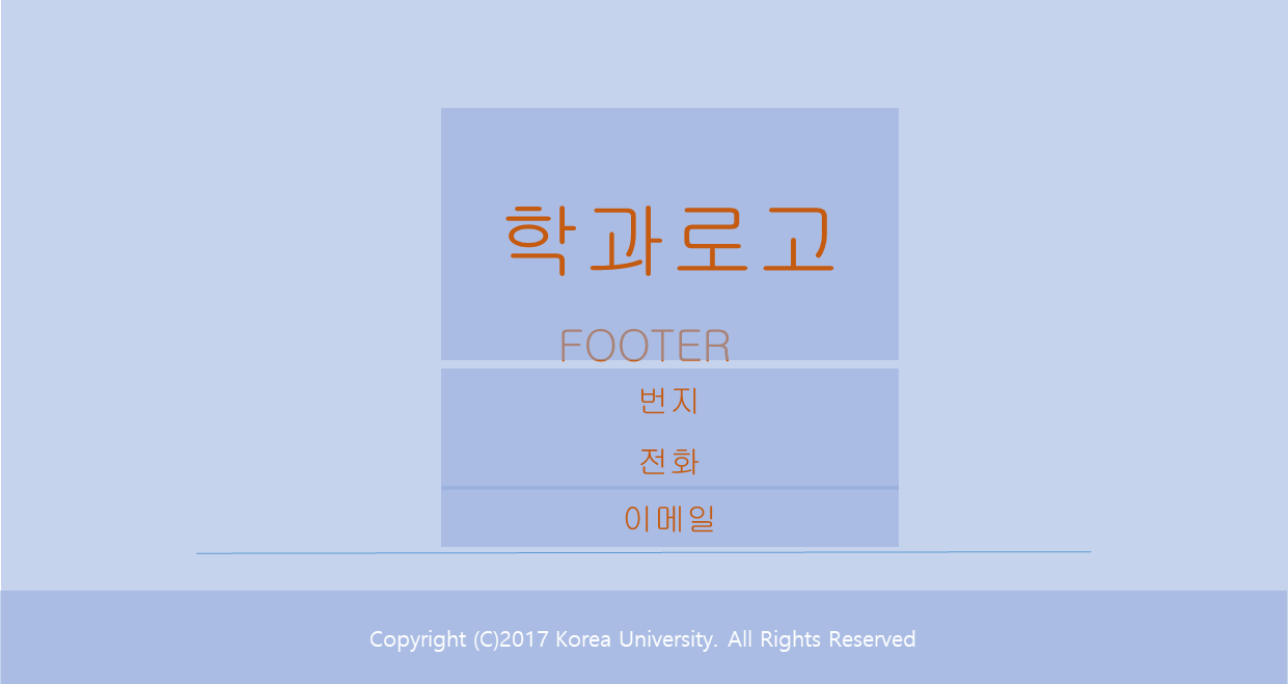 학과로고
FOOTER
번지
전화
이메일
Copyright (C)2017 Korea University. All Rights Reserved